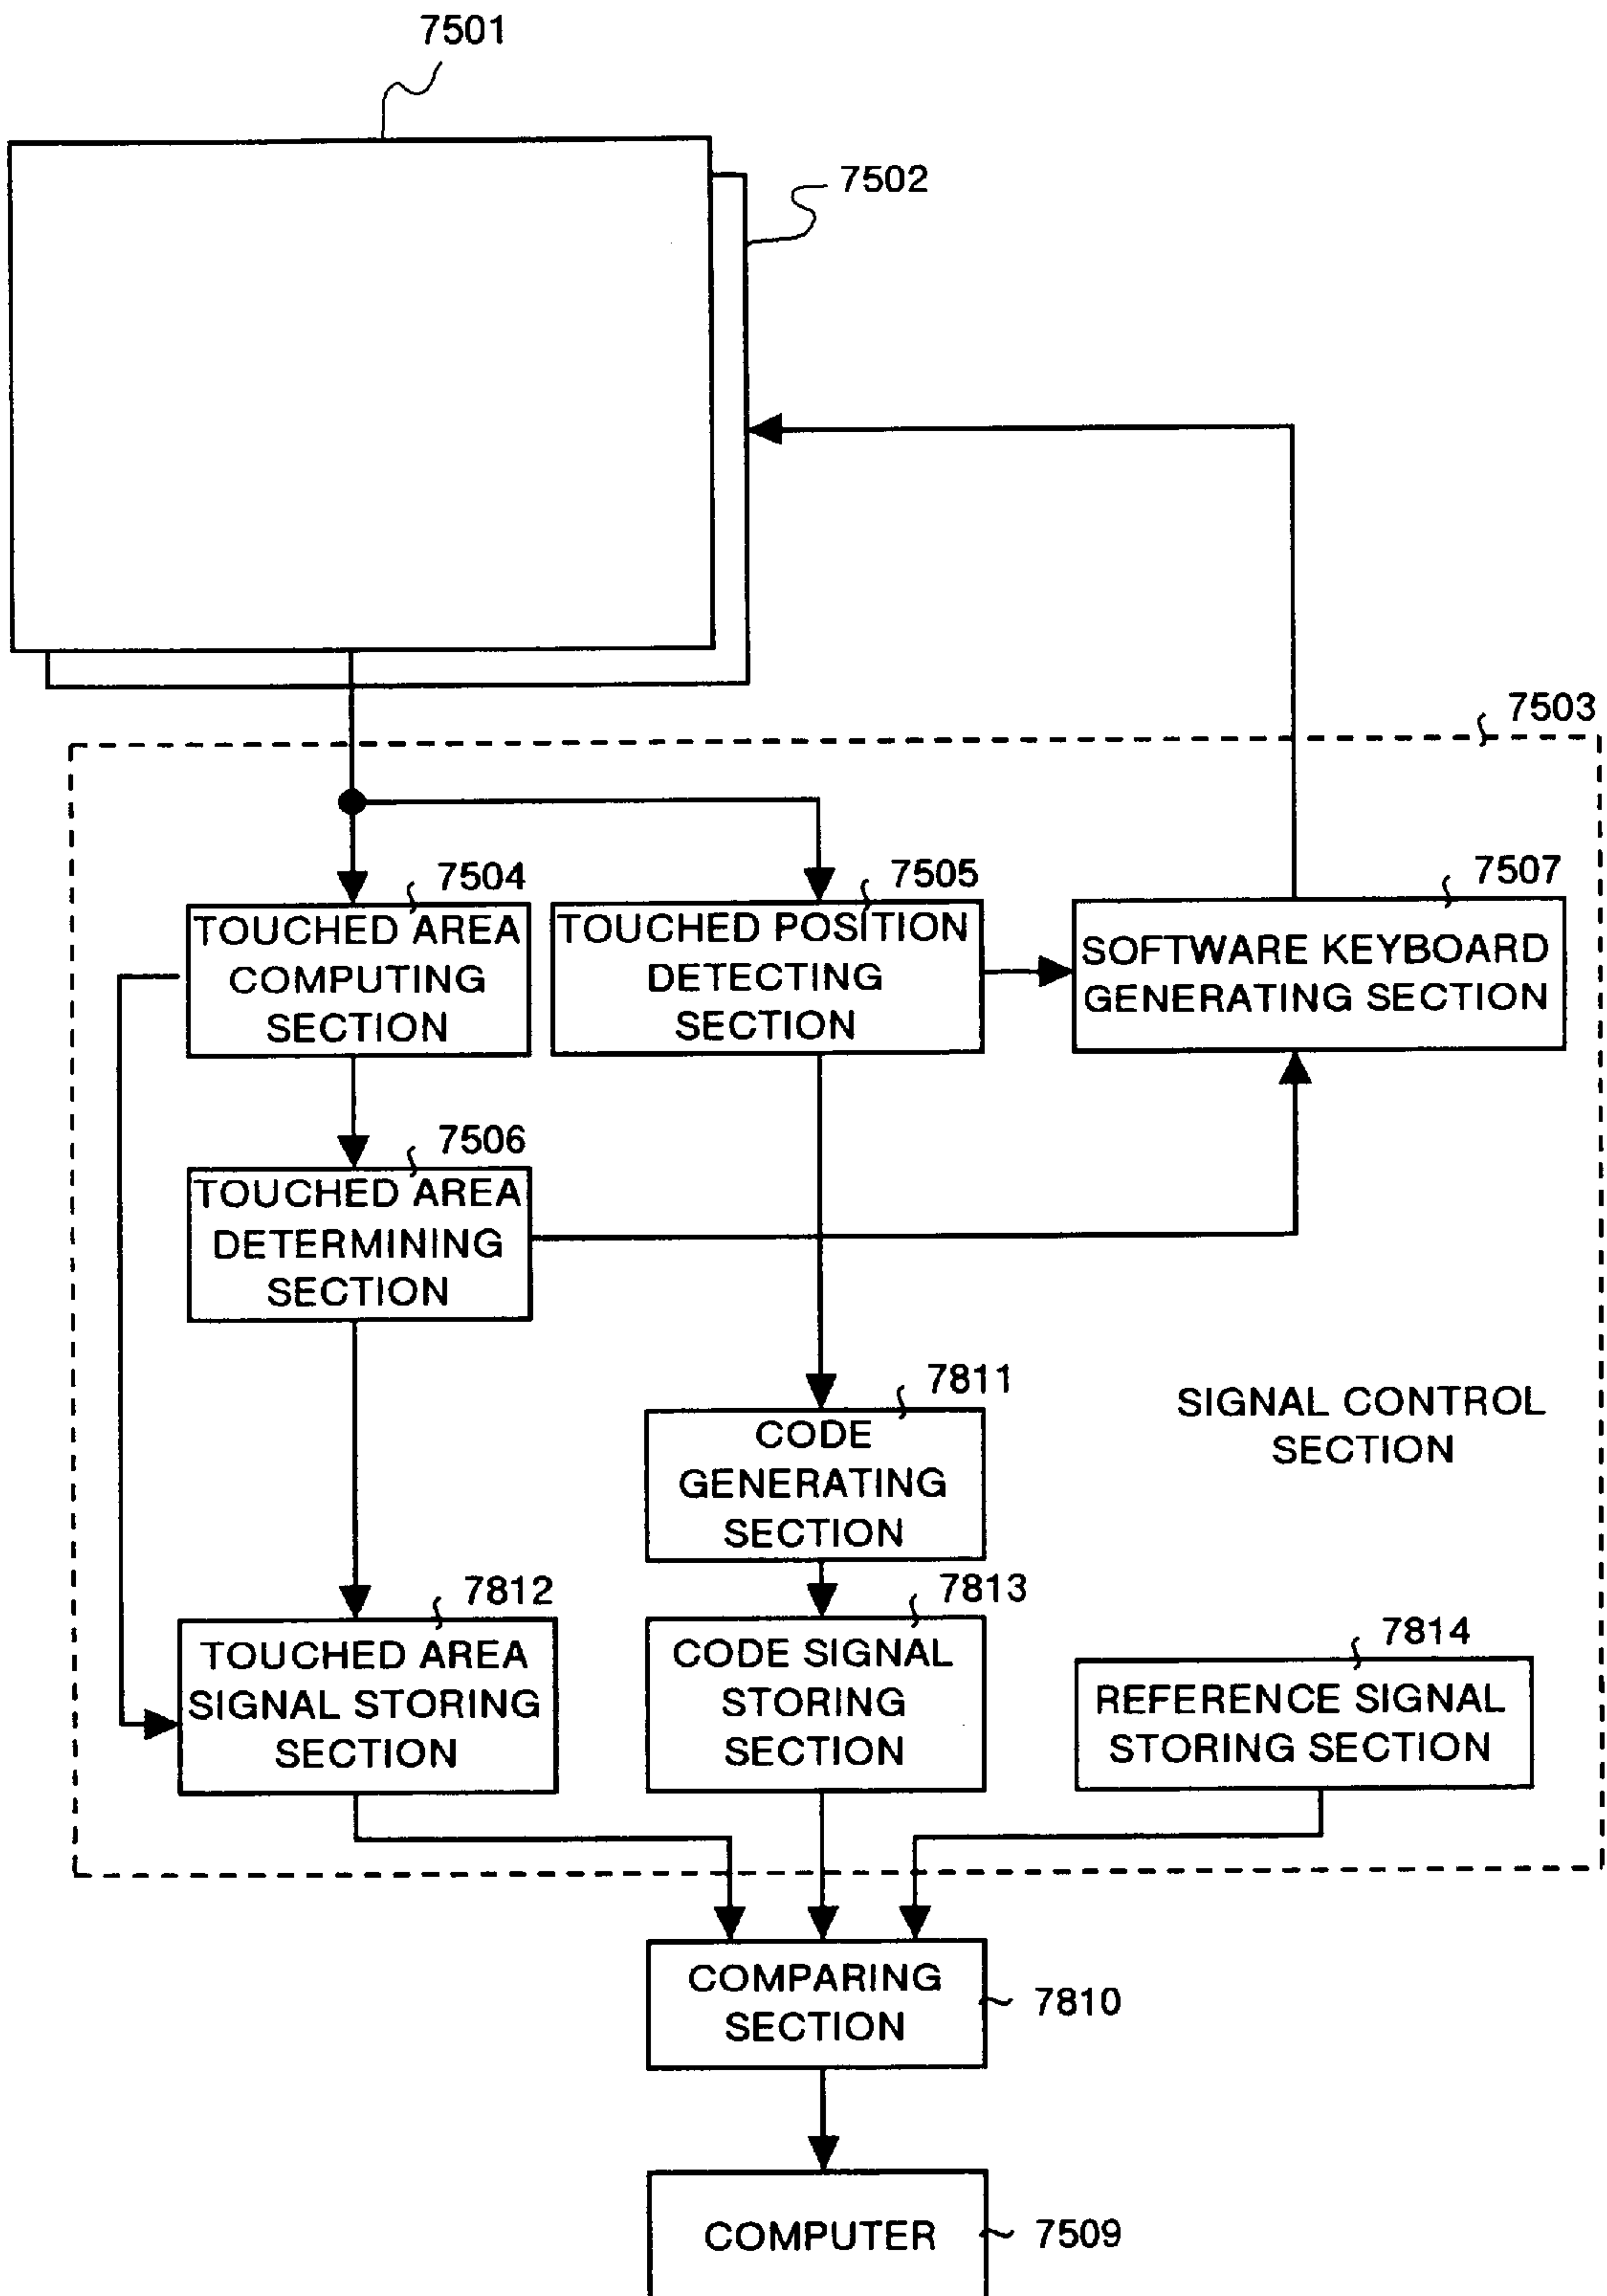 7501
7502
7503
7504
7505
7507
TOUCHED AREA
COMPUTING
SECTION
TOUCHED POSITION
DETECTING
SECTION
SOFTWARE KEYBOARD
GENERATING SECTION
7506
TOUCHED AREA
DETERMINING
SECTION
7811
CODE
GENERATING
SECTION
SIGNAL CONTROL
SECTION
7812
TOUCHED AREA
SIGNAL STORING
SECTION
7813
CODE SIGNAL
STORING
SECTION
7814
REFERENCE SIGNAL
STORING SECTION
COMPARING
SECTION
7810
COMPUTER
7509